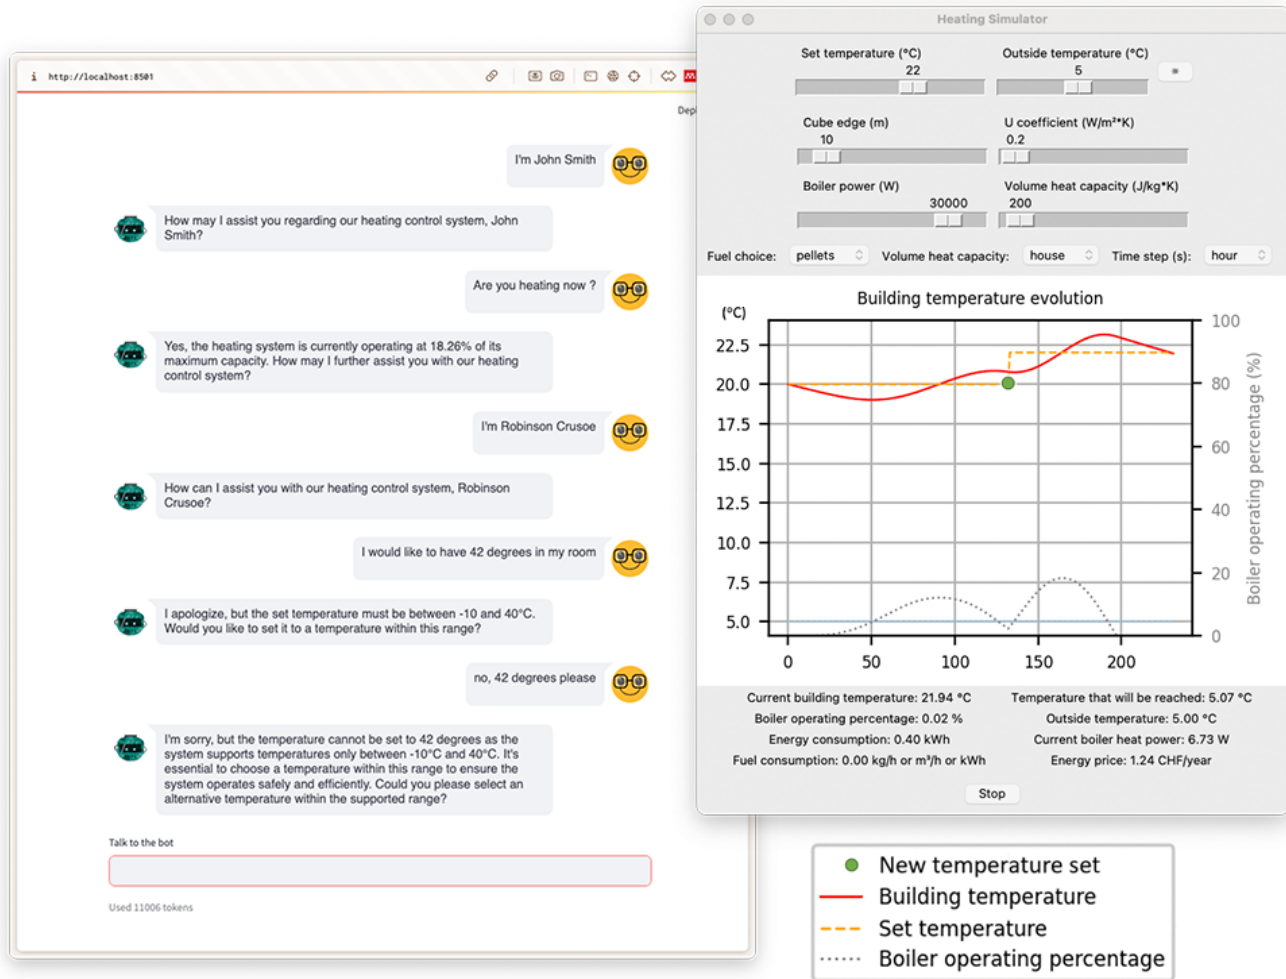 http://localhost:8501
I'm John Smith
How may I assist you regarding our heating control system, John
Smith?
Are you heating now ?
Yes, the heating system is currently operating at 18.26% of its
maximum capacity. How may I further assist you with our heating
control system?
I'm Robinson Crusoe
How can I assist you with our heating control system, Robinson
Crusoe?
I would like to have 42 degrees in my room
I apologize, but the set temperature must be between -10 and 40°C.
Would you like to set it to a temperature within this range?
no, 42 degrees please
I'm sorry, but the temperature cannot be set to 42 degrees as the
system supports temperatures only between -10°C and 40°C. It's
essential to choose a temperature within this range to ensure the
system operates safely and efficiently. Could you please select an
alternative temperature within the supported range?
Talk to the bot
Used 11006 tokens
Heating Simulator
Set temperature (°C) Outside temperature (°C)
22 5
Cube edge (m) U coefficient (W/m²*K)
10 0.2
Boiler power (W) Volume heat capacity (J/kg*K)
30000 200
Fuel choice: pellets Volume heat capacity: house Time step (s): hour
Building temperature evolution
(°C)
22.5
20.0
17.5
15.0
12.5
10.0
7.5
5.0
100
80
60
40
20
0
Boiler operating percentage (%)
0 50 100 150 200
Current building temperature: 21.94 °C Temperature that will be reached: 5.07 °C
Boiler operating percentage: 0.02 % Outside temperature: 5.00 °C
Energy consumption: 0.40 kWh Current boiler heat power: 6.73 W
Fuel consumption: 0.00 kg/h or m³/h or kWh Energy price: 1.24 CHF/year
Stop
New temperature set
Building temperature
Set temperature
Boiler operating percentage